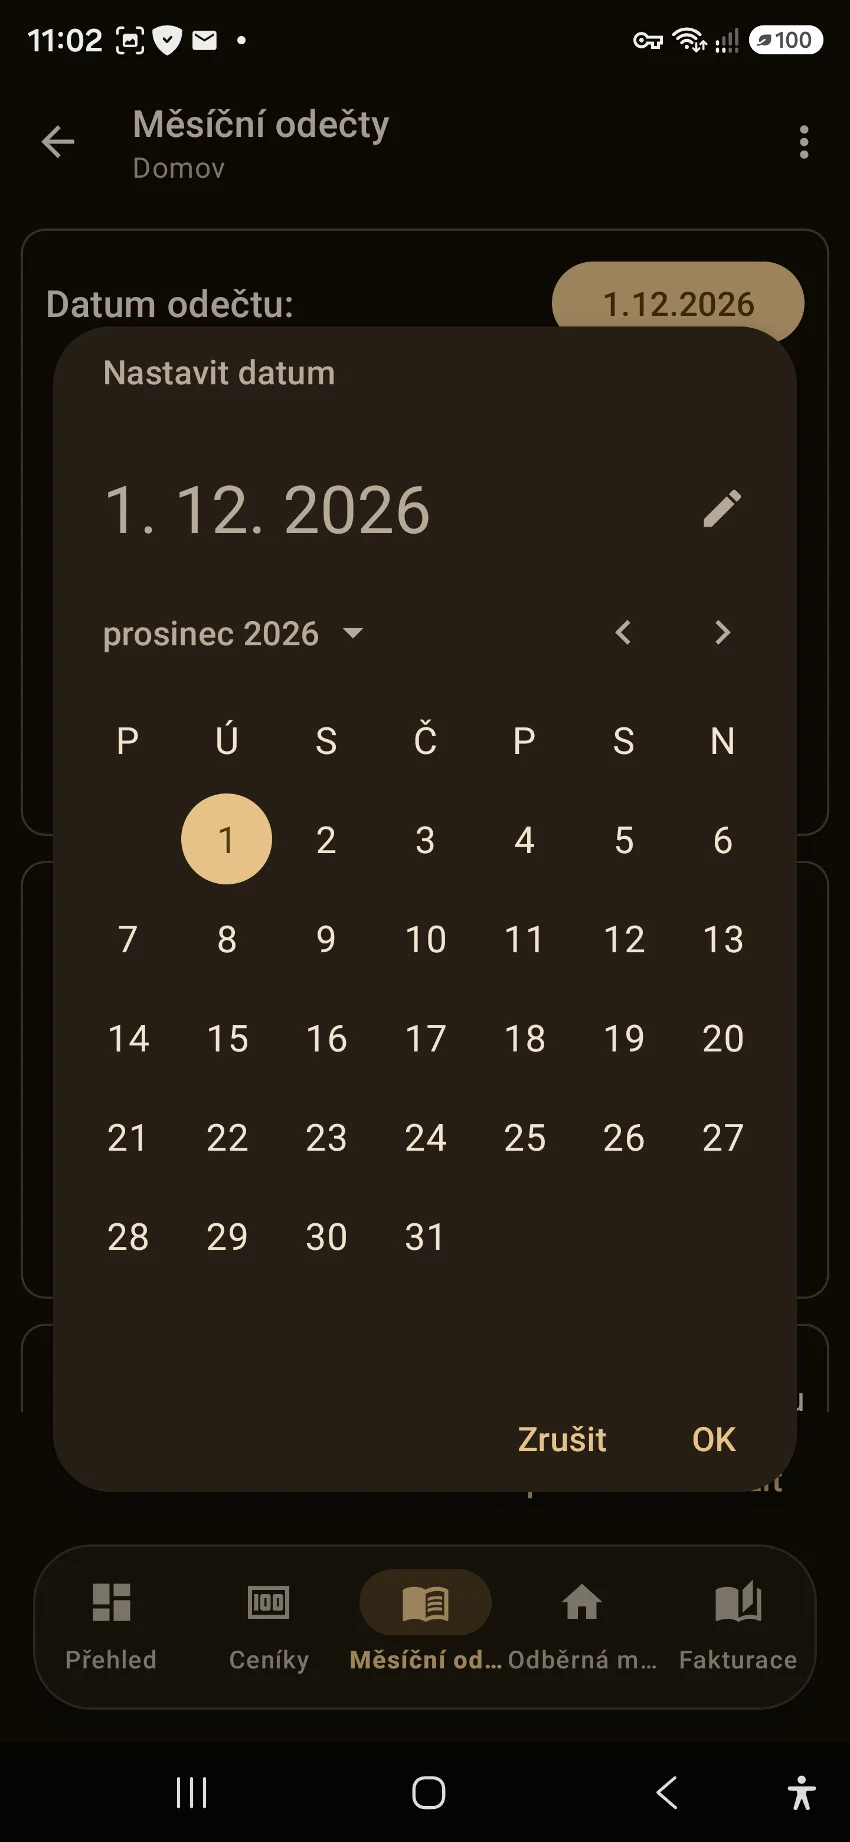 11:02
100
Měsíční odečty
Domov
Datum odečtu:
1.12.2026
Nastavit datum
1. 12. 2026
prosinec 2026
P Ú S Č P S N
1 2 3 4 5 6
7 8 9 10 11 12 13
14 15 16 17 18 19 20
21 22 23 24 25 26 27
28 29 30 31
Zrušit OK
Přehled Ceníky Měsíční od... Odběrná m... Fakturace